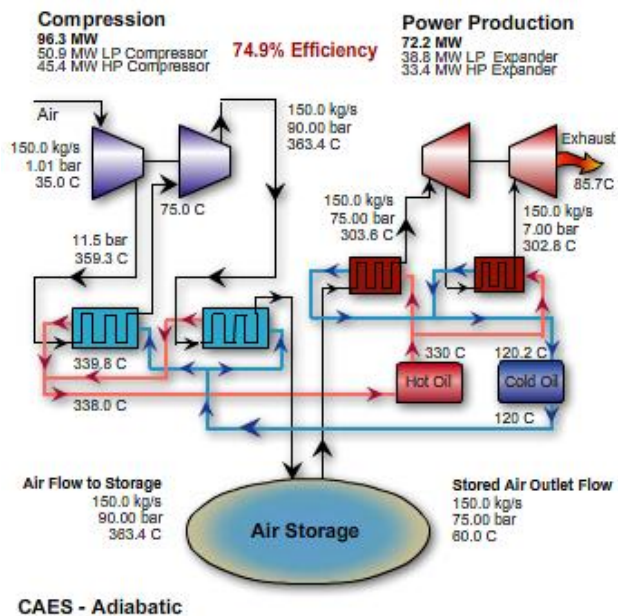 Compression
96.3 MW
50.9 MW LP Compressor
45.4 MW HP Compressor
74.9% Efficiency
Power Production
72.2 MW
38.8 MW LP Expander
33.4 MW HP Expander
Air
150.0 kg/s
1.01 bar
35.0 C
75.0 C
150.0 kg/s
90.00 bar
363.4 C
11.5 bar
359.3 C
150.0 kg/s
75.00 bar
303.6 C
Exhaust
85.7C
150.0 kg/s
7.00 bar
302.8 C
339.8 C
338.0 C
330 C
Hot Oil
120.2 C
Cold Oil
120 C
Air Flow to Storage
150.0 kg/s
90.00 bar
363.4 C
Air Storage
Stored Air Outlet Flow
150.0 kg/s
75.00 bar
60.0 C
CAES - Adiabatic